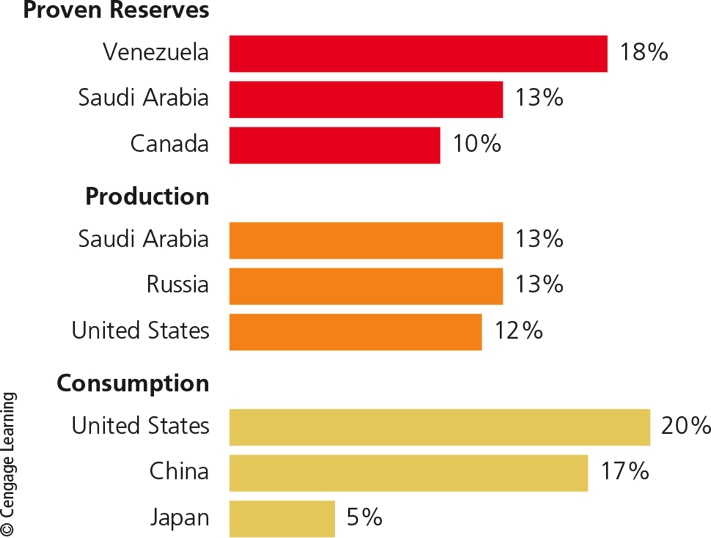 Proven Reserves
Venezuela 18%
Saudi Arabia 13%
Canada 10%
Production
Saudi Arabia 13%
Russia 13%
United States 12%
Consumption
United States 20%
China 17%
Japan 5%
© Cengage Learning